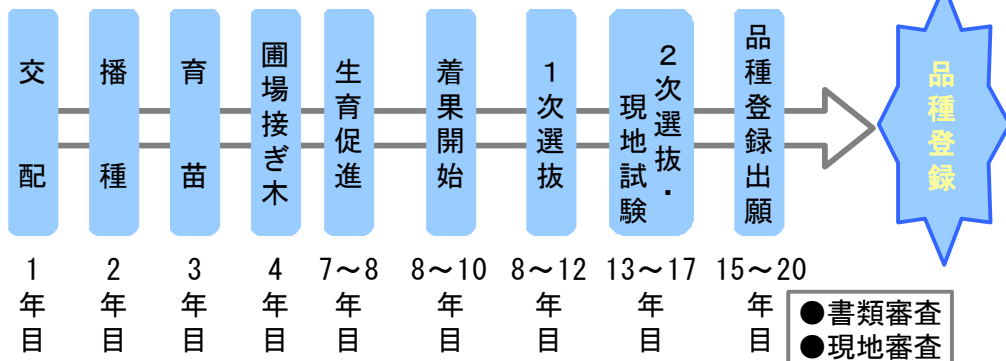 交配
播種
育苗
圃場接ぎ木
生育促進
着果開始
1次選抜
2次選抜・
現地試験
品種登録出願
品種登録
1年目
2年目
3年目
4年目
7~8年目
8~10年目
8~12年目
13~17年目
15~20年目
●書類審査
●現地審査